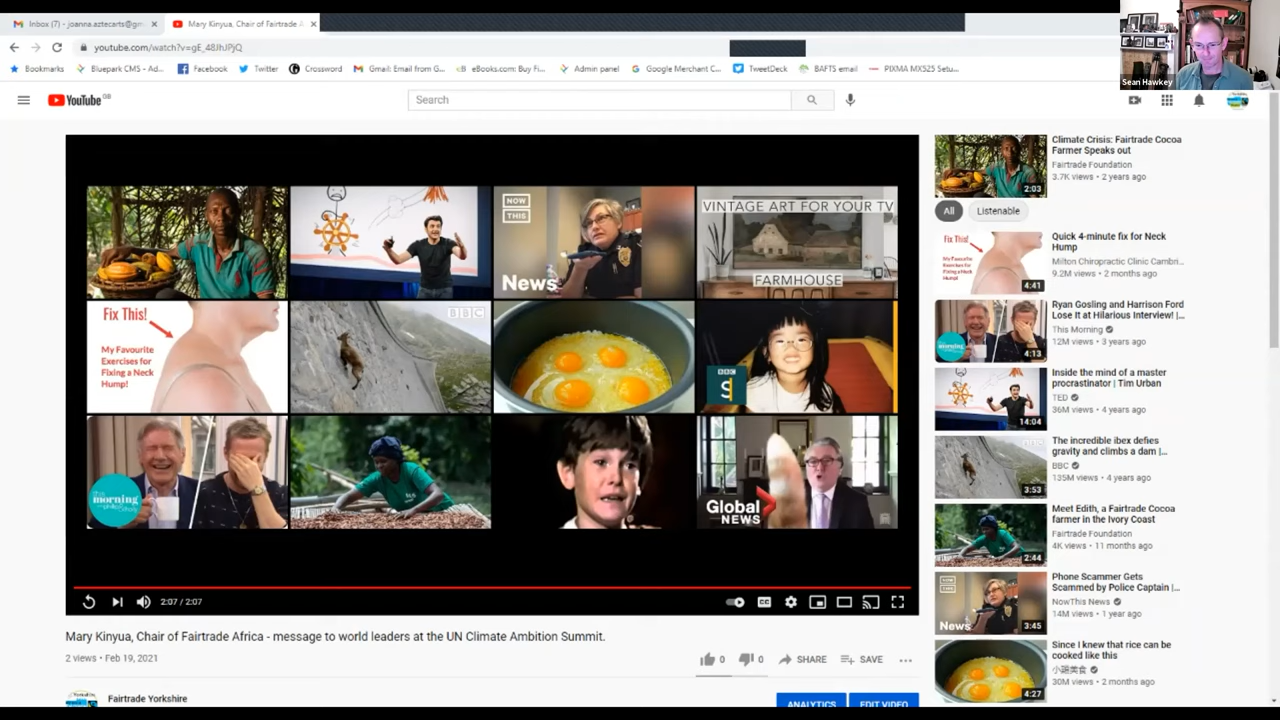 Inbox (7) - joanna.aztecarts@gm
Mary Kinyua, Chair of Fairtrade A
youtube.com/watch?v=gE_48JhJPjQ
Bookmarks
Bluepark CMS - Ad...
Facebook
Twitter
Crossword
Gmail: Email from G...
eBooks.com: Buy Fi...
Admin panel
Google Merchant C...
TweetDeck
BAFTS email
PIXMA MX525 Setu...
Sean Hawkey
YouTube GB
Search
NOW
THIS
News
VINTAGE ART FOR YOUR TV
FARMHOUSE
Fix This!
My Favourite
Exercises for
Fixing a Neck
Hump!
BBC
BBC
S
this
morning
Global
NEWS
2:07 / 2:07
CC
Mary Kinyua, Chair of Fairtrade Africa - message to world leaders at the UN Climate Ambition Summit.
2 views • Feb 19, 2021
0
0
SHARE
SAVE
Fairtrade Yorkshire
ANALYTICS
EDIT VIDEO
2:03
Climate Crisis: Fairtrade Cocoa
Farmer Speaks out
Fairtrade Foundation
3.7K views • 2 years ago
All
Listenable
Fix This!
4:41
Quick 4-minute fix for Neck
Hump
Milton Chiropractic Clinic Cambri...
9.2M views • 2 months ago
morning
4:13
Ryan Gosling and Harrison Ford
Lose It at Hilarious Interview! |...
This Morning
12M views • 3 years ago
14:04
Inside the mind of a master
procrastinator | Tim Urban
TED
36M views • 4 years ago
3:53
The incredible ibex defies
gravity and climbs a dam |...
BBC
135M views • 4 years ago
2:44
Meet Edith, a Fairtrade Cocoa
farmer in the Ivory Coast
Fairtrade Foundation
4K views • 11 months ago
News
3:45
Phone Scammer Gets
Scammed by Police Captain |...
NowThis News
14M views • 1 year ago
4:27
Since I knew that rice can be
cooked like this
小穎美食
30M views • 2 months ago